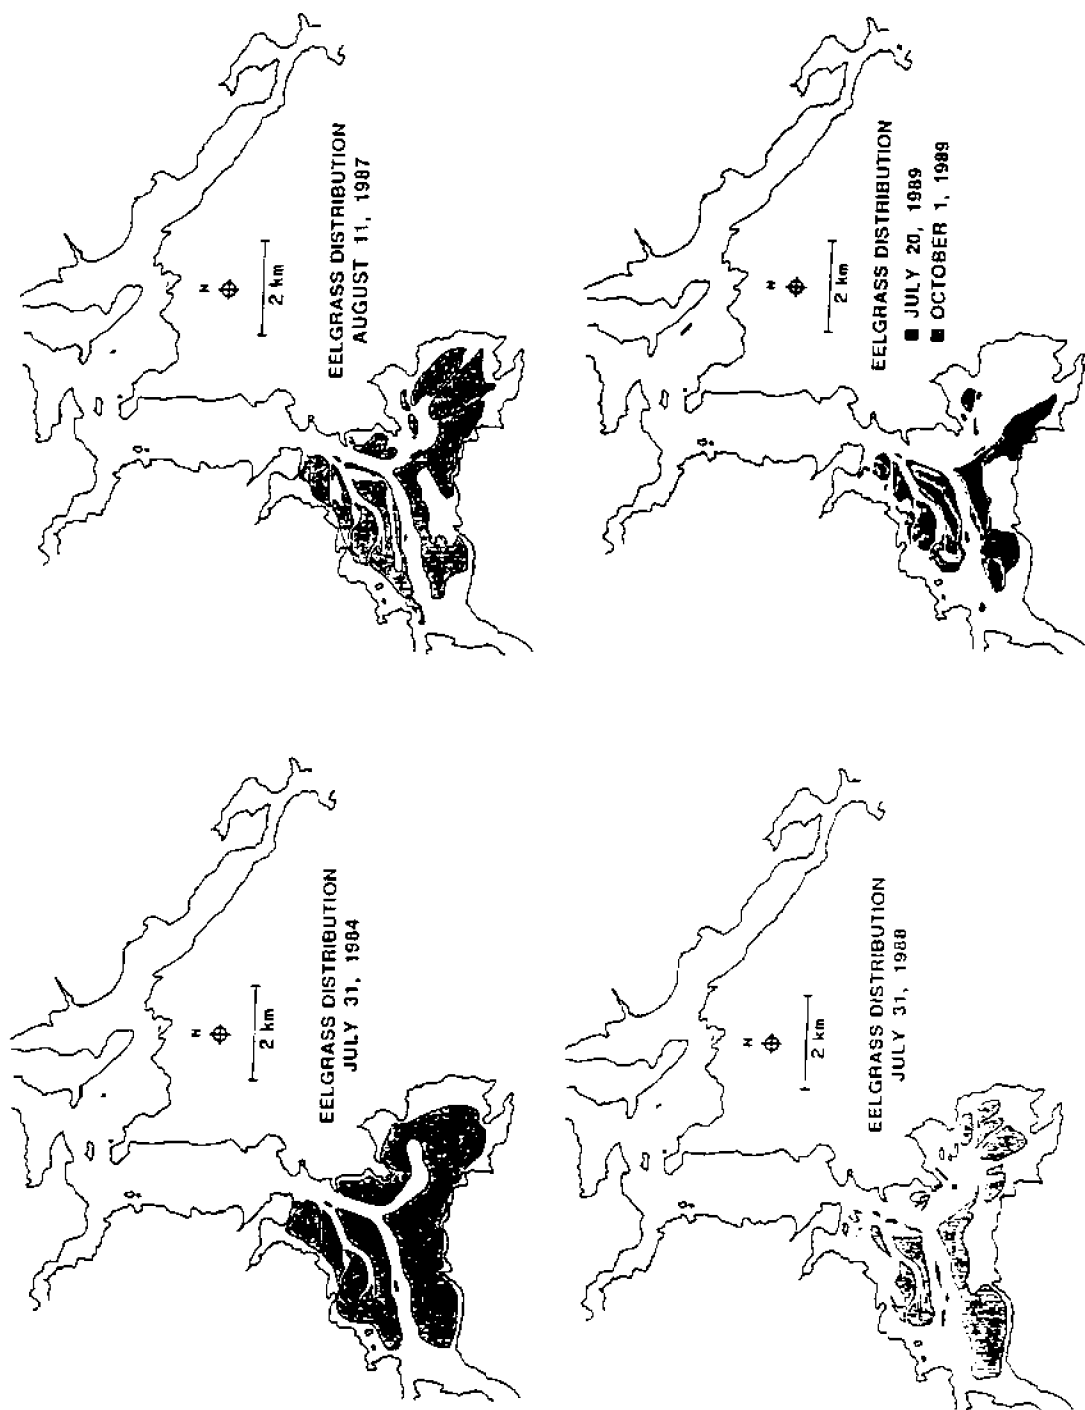 N
2 km
EELGRASS DISTRIBUTION
JULY 31, 1984
N
2 km
EELGRASS DISTRIBUTION
AUGUST 11, 1987
N
2 km
EELGRASS DISTRIBUTION
JULY 31, 1988
N
2 km
EELGRASS DISTRIBUTION
JULY 20, 1989
OCTOBER 1, 1989